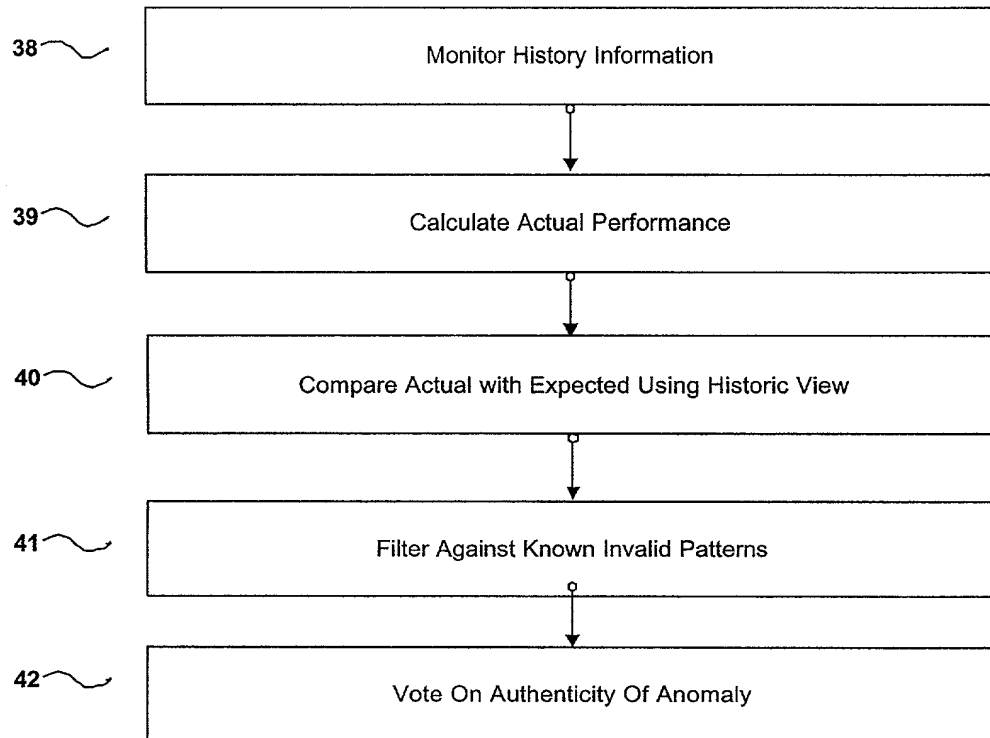 38
Monitor History Information
39
Calculate Actual Performance
40
Compare Actual with Expected Using Historic View
41
Filter Against Known Invalid Patterns
42
Vote On Authenticity Of Anomaly